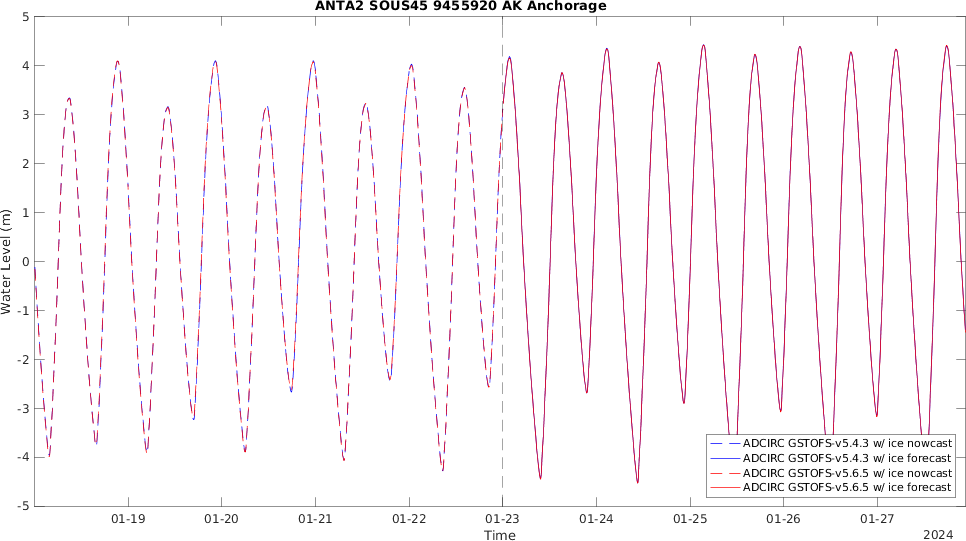 ANTA2 SOUS45 9455920 AK Anchorage
5
4
3
2
1
0
-1
-2
-3
-4
-5
Water Level (m)
ADCIRC GSTOFS-v5.4.3 w/ ice nowcast
ADCIRC GSTOFS-v5.4.3 w/ ice forecast
ADCIRC GSTOFS-v5.6.5 w/ ice nowcast
ADCIRC GSTOFS-v5.6.5 w/ ice forecast
01-19 01-20 01-21 01-22 01-23 01-24 01-25 01-26 01-27
Time
2024